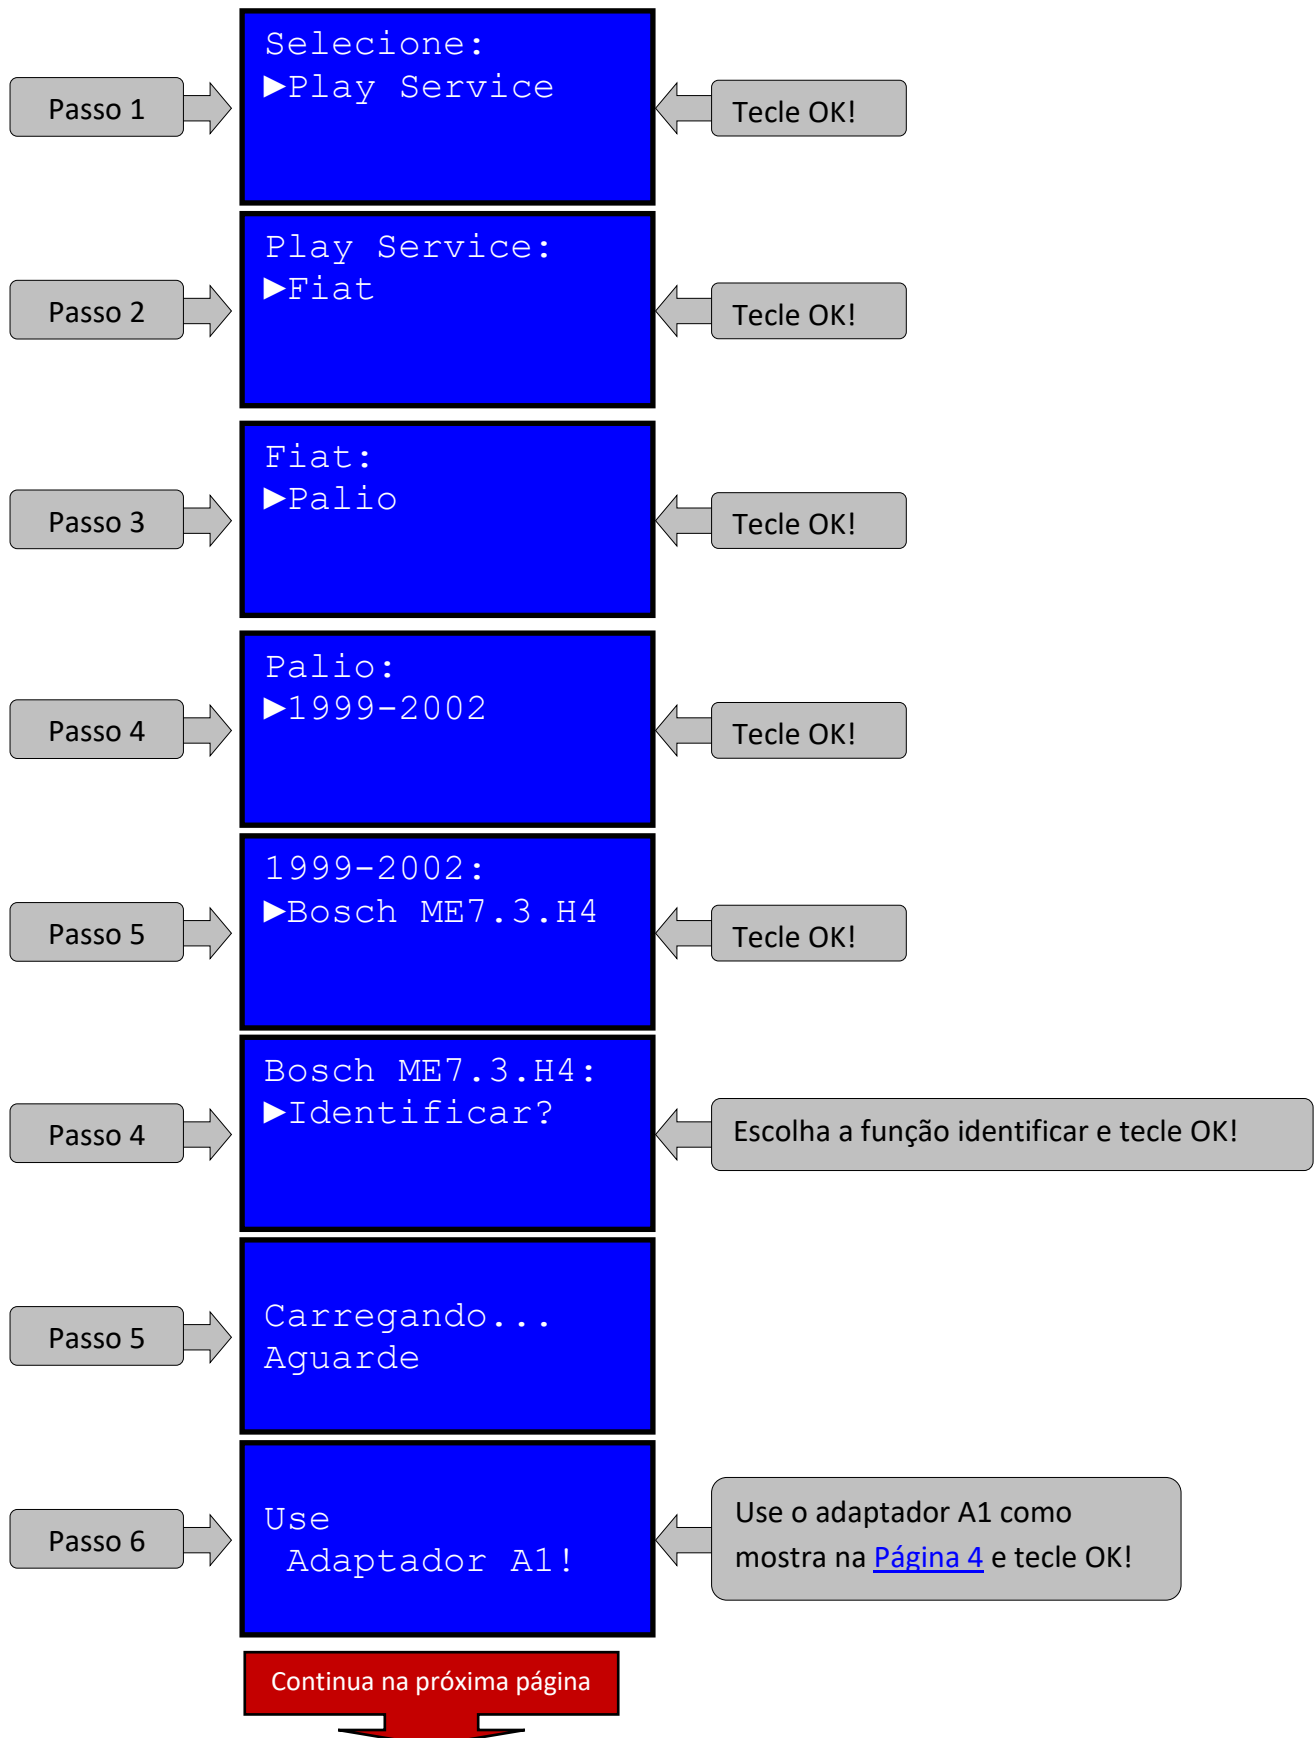 Selecione:
Passo 1
►Play Service
Tecle OK!
Play Service:
Passo 2
►Fiat
Tecle OK!
Fiat:
Passo 3
►Palio
Tecle OK!
Palio:
Passo 4
►1999-2002
Tecle OK!
1999-2002:
Passo 5
►Bosch ME7.3.H4
Tecle OK!
Bosch ME7.3.H4:
Passo 4
►Identificar?
Escolha a função identificar e tecle OK!
Passo 5
Carregando...
Aguarde
Passo 6
Use
Adaptador A1!
Use o adaptador A1 como
mostra na Página 4 e tecle OK!
Continua na próxima página